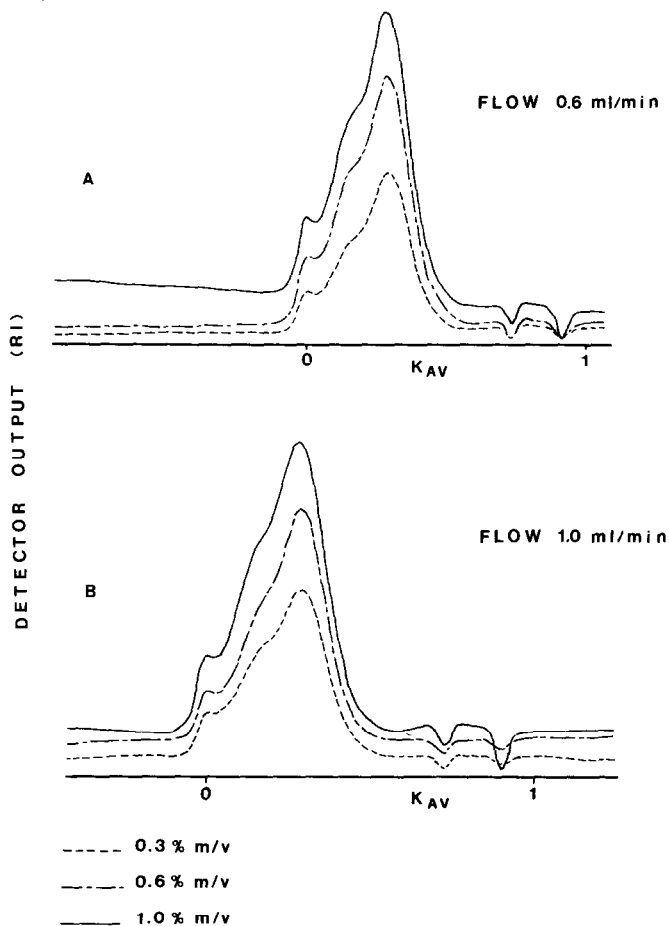 FLOW 0.6 ml/min
A
0
1
KAV
DETECTOR OUTPUT (RI)
FLOW 1.0 ml/min
B
0
1
KAV
0.3 % m/v
0.6 % m/v
1.0 % m/v